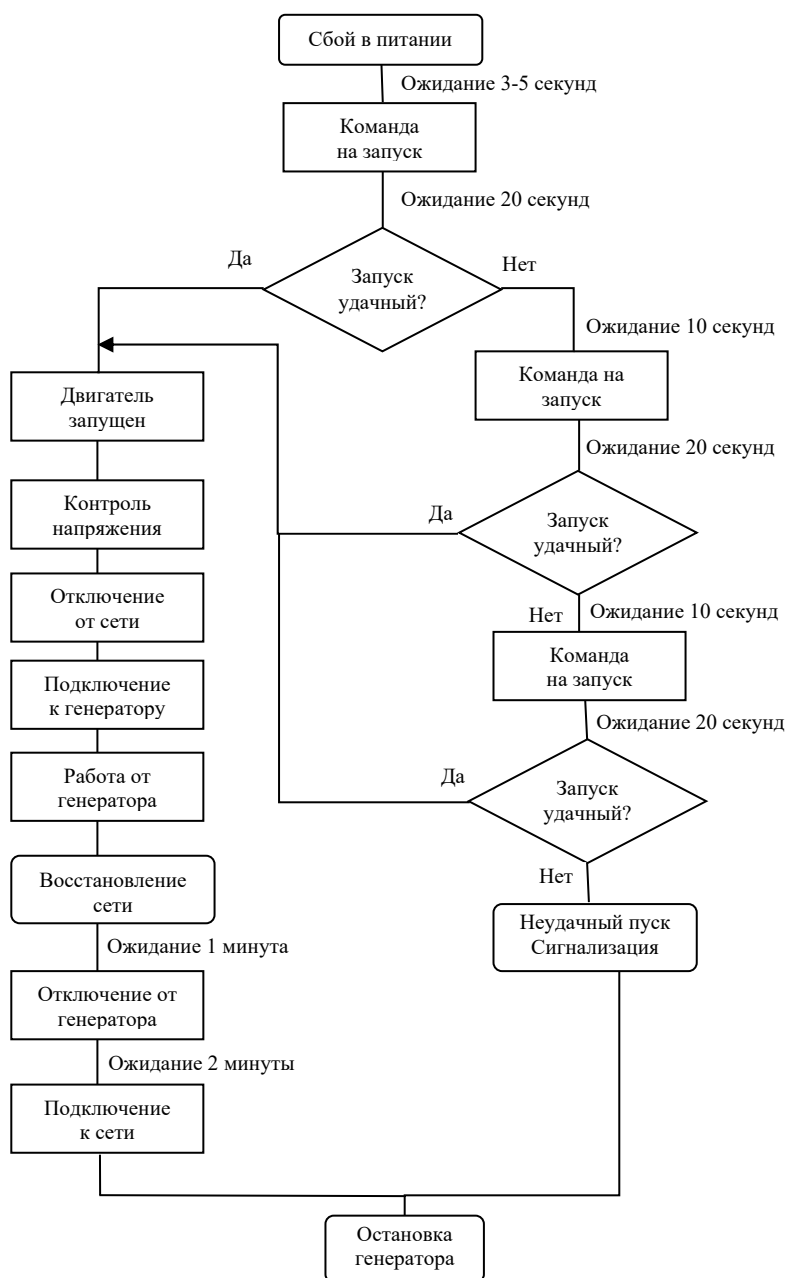 Сбой в питании
Ожидание 3-5 секунд
Команда
на запуск
Ожидание 20 секунд
Да
Запуск
удачный?
Нет
Ожидание 10 секунд
Двигатель
запущен
Команда на
запуск
Ожидание 20 секунд
Контроль
напряжения
Да
Запуск
удачный?
Отключение
от сети
Нет
Ожидание 10 секунд
Команда
на запуск
Подключение
к генератору
Ожидание 20 секунд
Работа от
генератора
Да
Запуск
удачный?
Нет
Восстановление
сети
Неудачный пуск
Сигнализация
Ожидание 1 минута
Отключение от
генератора
Ожидание 2 минуты
Подключение
к сети
Остановка
генератора